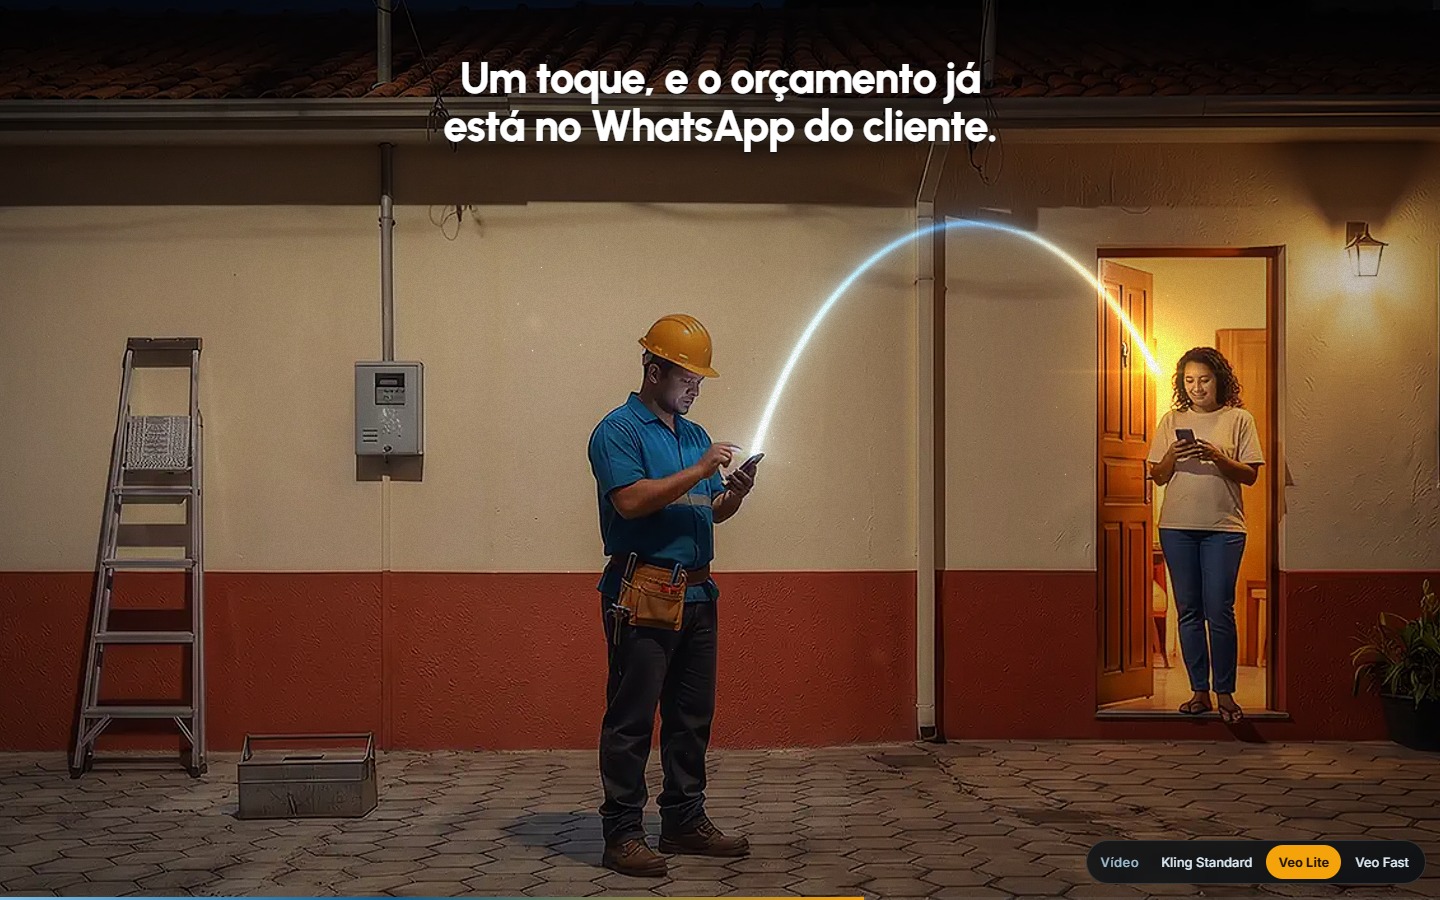 Um toque, e o orçamento já
está no WhatsApp do cliente.
Vídeo Kling Standard Veo Lite Veo Fast